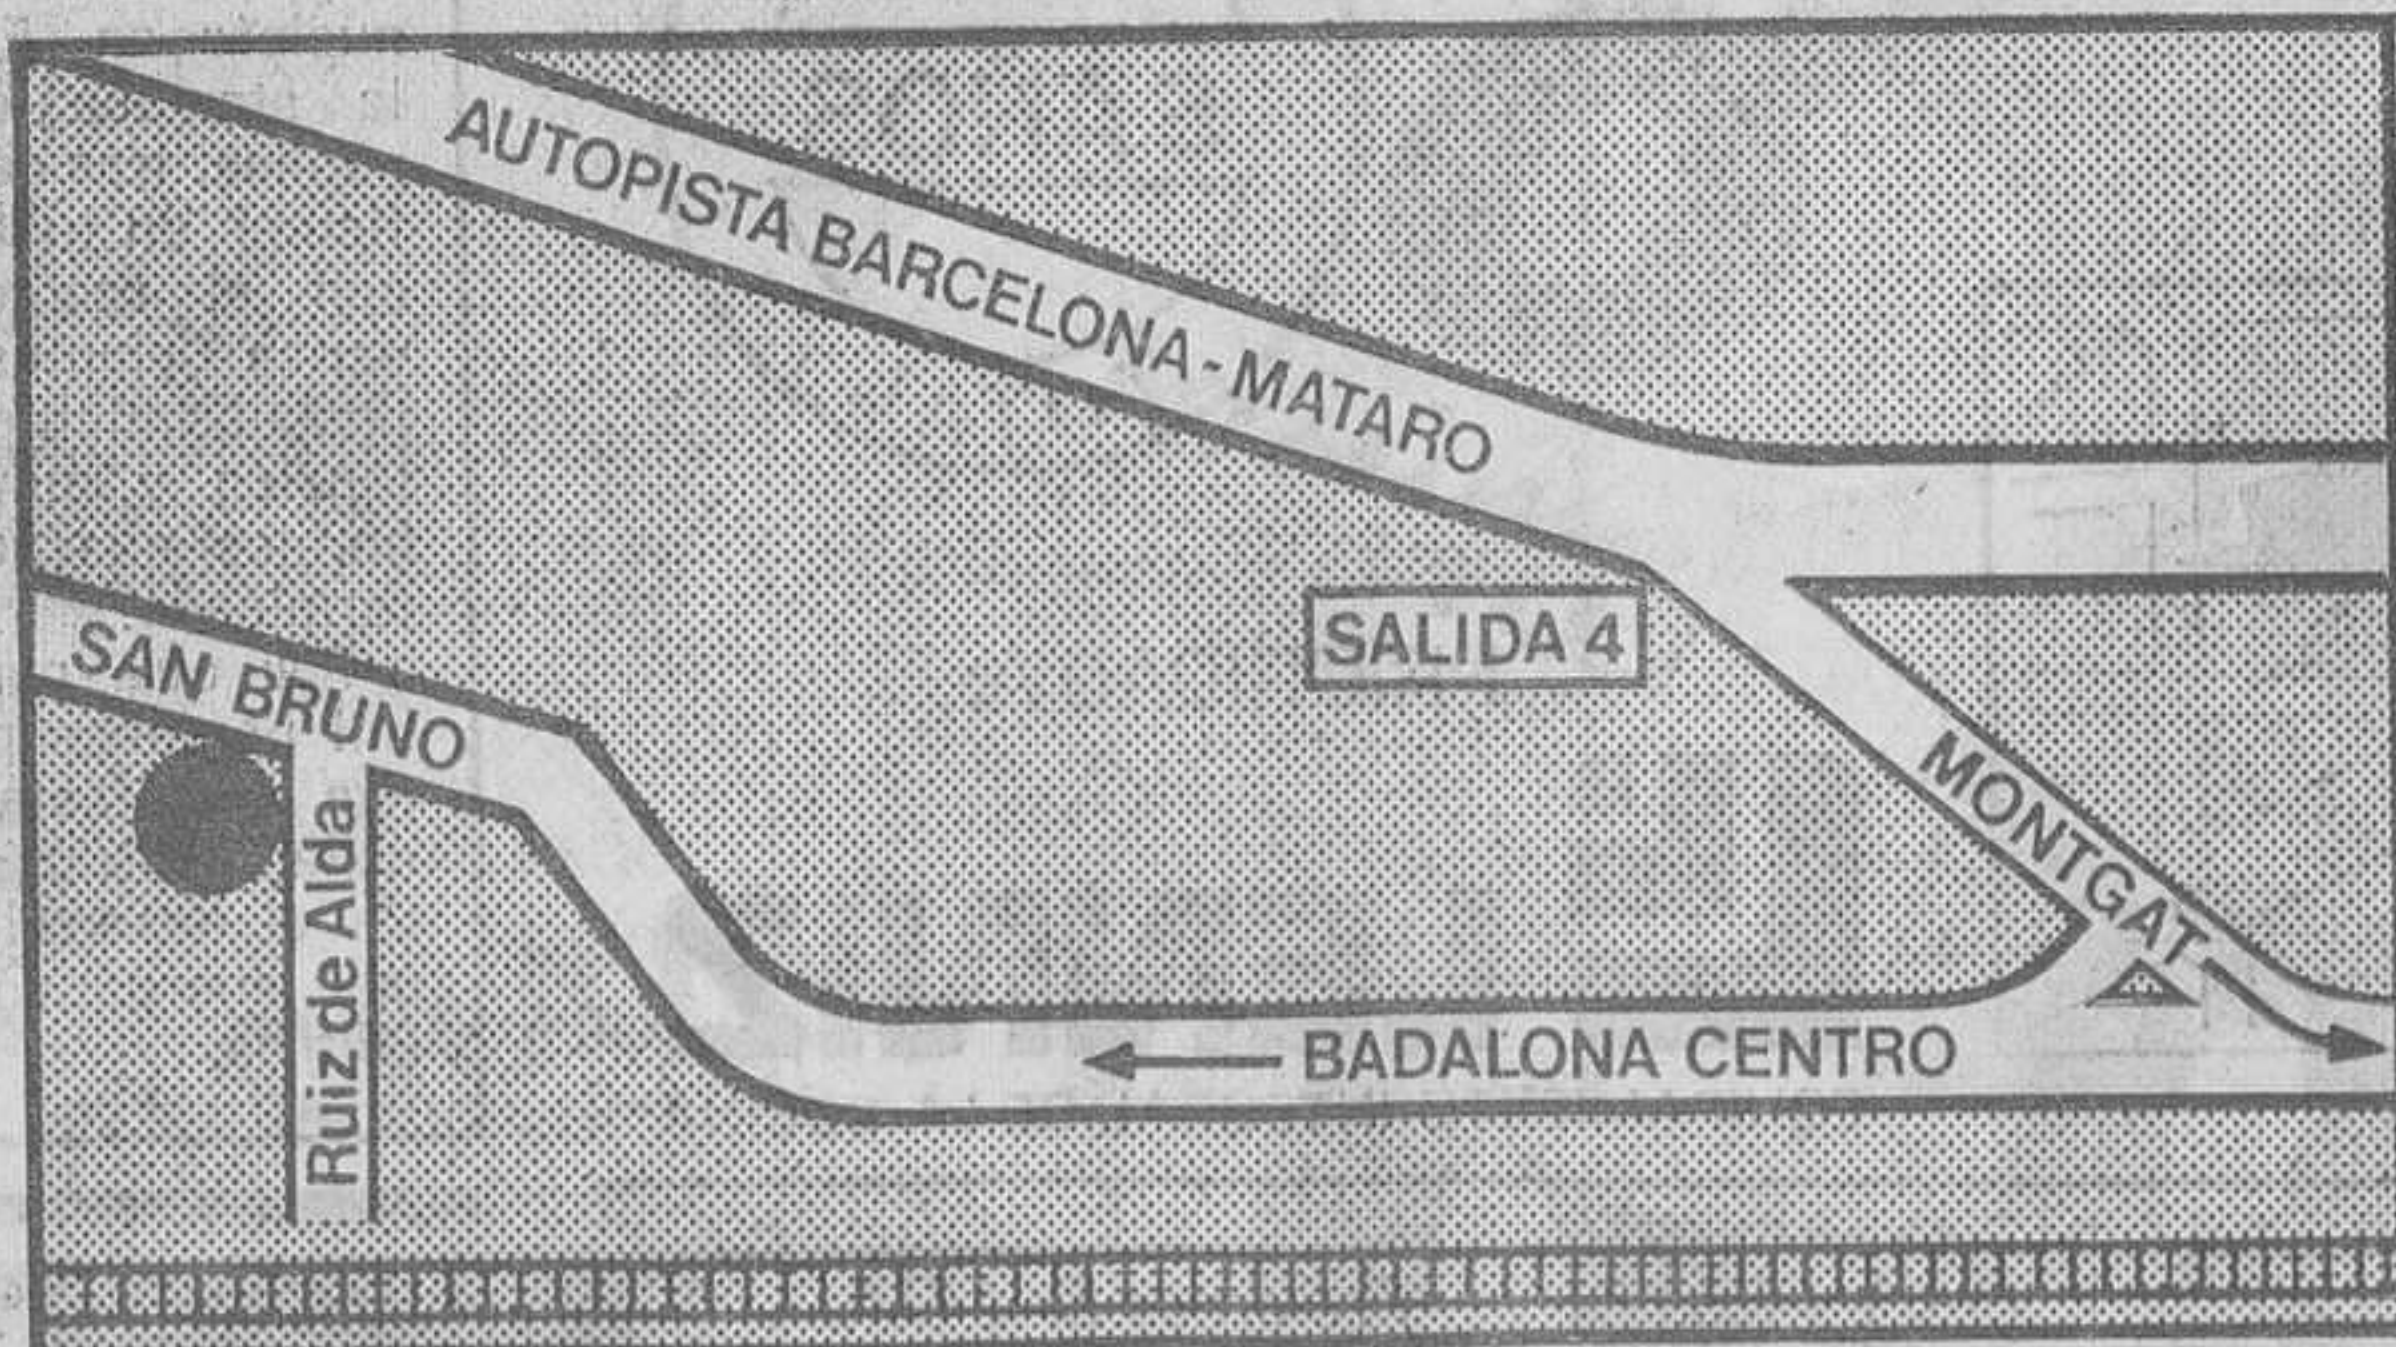 AUTOPISTA BARCELONA - MATARO
SALIDA 4
SAN BRUNO
MONTGAT
Ruiz de Alda
BADALONA CENTRO